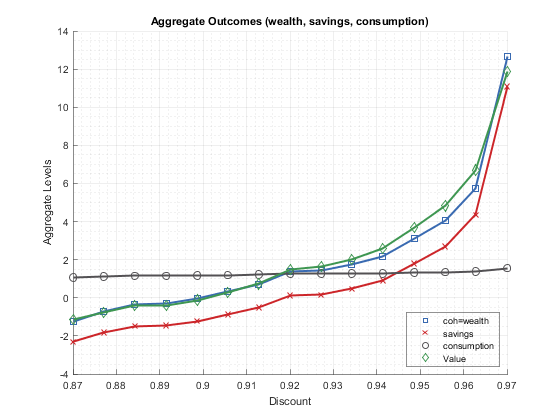 Aggregate Outcomes (wealth, savings, consumption)
14
12
10
8
6
4
2
0
-2
-4
Aggregate Levels
0.87 0.88 0.89 0.9 0.91 0.92 0.93 0.94 0.95 0.96 0.97
Discount
coh=wealth
savings
consumption
Value